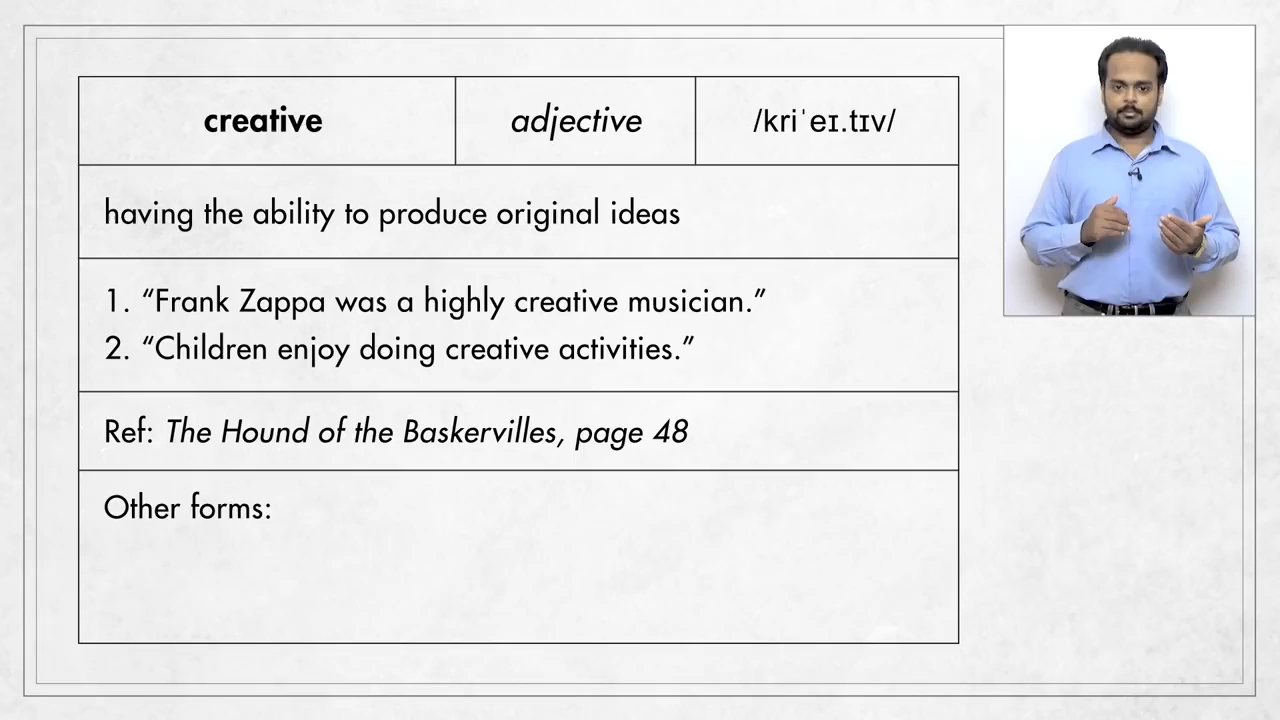 creative adjective /kriˈeɪ.tɪv/
having the ability to produce original ideas
1. “Frank Zappa was a highly creative musician.”
2. “Children enjoy doing creative activities.”
Ref: The Hound of the Baskervilles, page 48
Other forms: